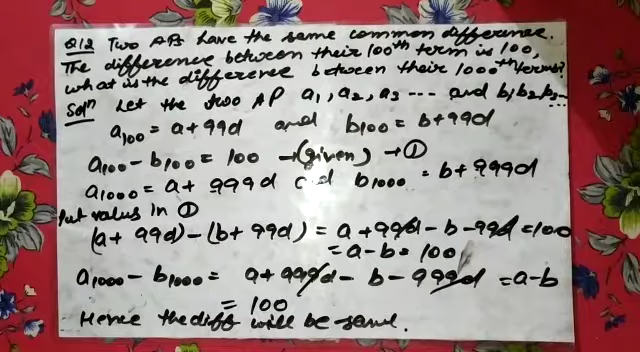 Q12 Two APs have the same common difference.
The difference between their 100th term is 100,
what is the difference between their 1000th terms?
Soln Let the two AP a1, a2, a3 --- and b1 b2 b3 ---
a100 = a + 99d and b100 = b + 99d
a100 - b100 = 100 → (given) → ①
a1000 = a + 999d and b1000 = b + 999d
Put value in ①
(a + 99d) - (b + 99d) = a + 99d - b - 99d = 100
= a - b = 100
a1000 - b1000 = a + 999d - b - 999d = a - b
= 100
Hence the diff will be same.